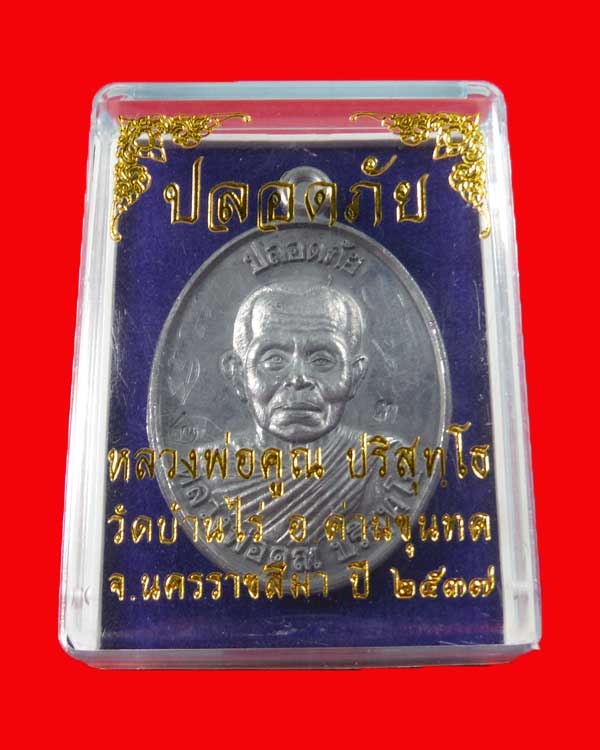 ปลอดภัย
ปลอดภัย
หลวงพ่อคูณ ปริสุทฺโธ
วัดบ้านไร่ อ.ด่านขุนทด
จ.นครราชสีมา ปี ๒๕๓๗